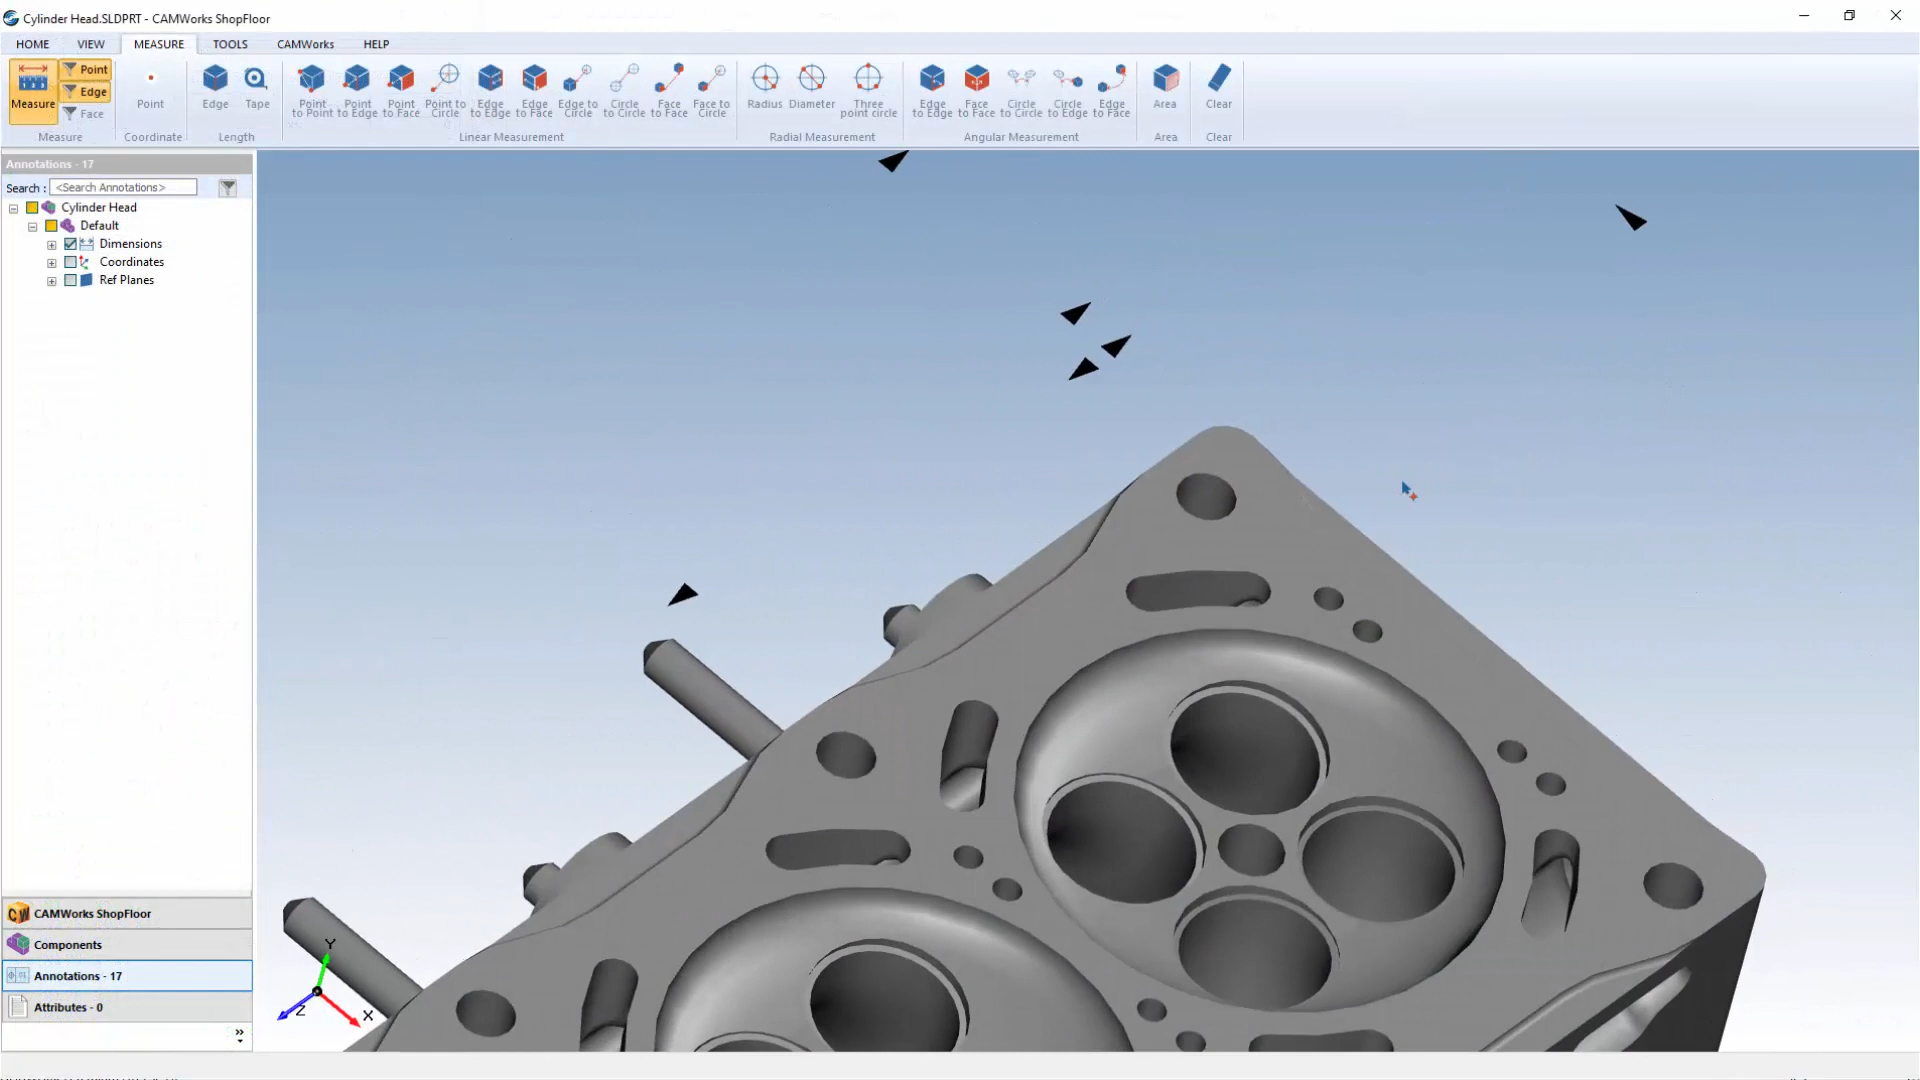 Cylinder Head.SLDPRT - CAMWorks ShopFloor
HOME VIEW MEASURE TOOLS CAMWorks HELP
Measure
Point
Edge
Face
Measure
Point
Coordinate
Edge
Tape
Length
Point to Point
Point to Edge
Point to Face
Point to Circle
Edge to Edge
Edge to Face
Edge to Circle
Circle to Circle
Face to Face
Face to Circle
Linear Measurement
Radius
Diameter
Three point circle
Radial Measurement
Edge to Edge
Face to Face
Circle to Circle
Circle to Edge
Edge to Face
Angular Measurement
Area
Area
Clear
Clear
Annotations - 17
Search : <Search Annotations>
Cylinder Head
Default
Dimensions
Coordinates
Ref Planes
CAMWorks ShopFloor
Components
Annotations - 17
Attributes - 0
Y
Z
X